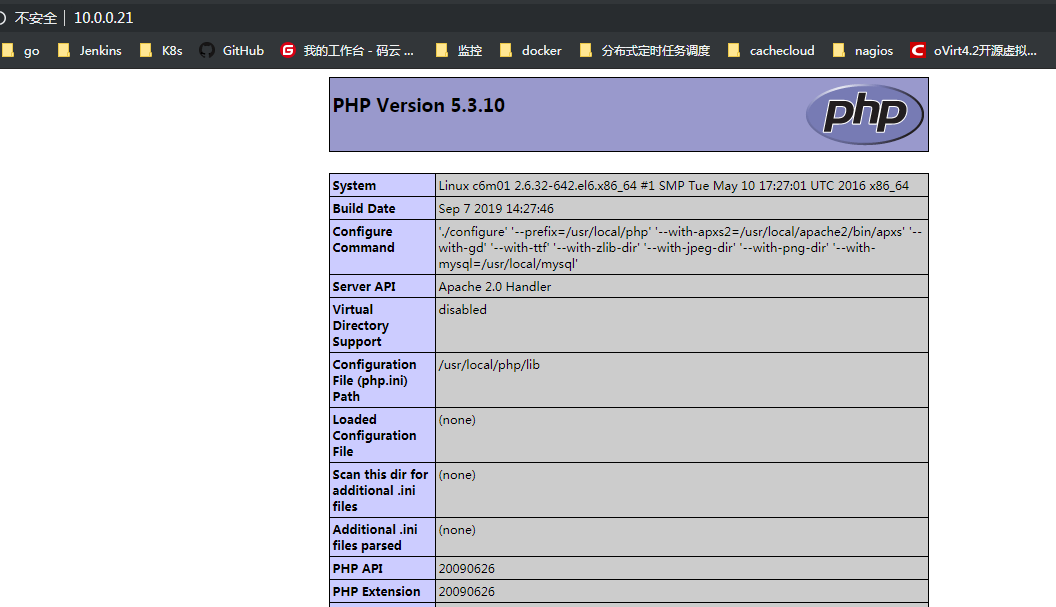 不安全 | 10.0.0.21
go Jenkins K8s GitHub 我的工作台 - 码云 ... 监控 docker 分布式定时任务调度 cachecloud nagios oVirt4.2开源虚拟...
PHP Version 5.3.10
php
System Linux c6m01 2.6.32-642.el6.x86_64 #1 SMP Tue May 10 17:27:01 UTC 2016 x86_64
Build Date Sep 7 2019 14:27:46
Configure './configure' '--prefix=/usr/local/php' '--with-apxs2=/usr/local/apache2/bin/apxs' '--
Command with-gd' '--with-ttf' '--with-zlib-dir' '--with-jpeg-dir' '--with-png-dir' '--with-
mysql=/usr/local/mysql'
Server API Apache 2.0 Handler
Virtual disabled
Directory
Support
Configuration /usr/local/php/lib
File (php.ini)
Path
Loaded (none)
Configuration
File
Scan this dir for (none)
additional .ini
files
Additional .ini (none)
files parsed
PHP API 20090626
PHP Extension 20090626